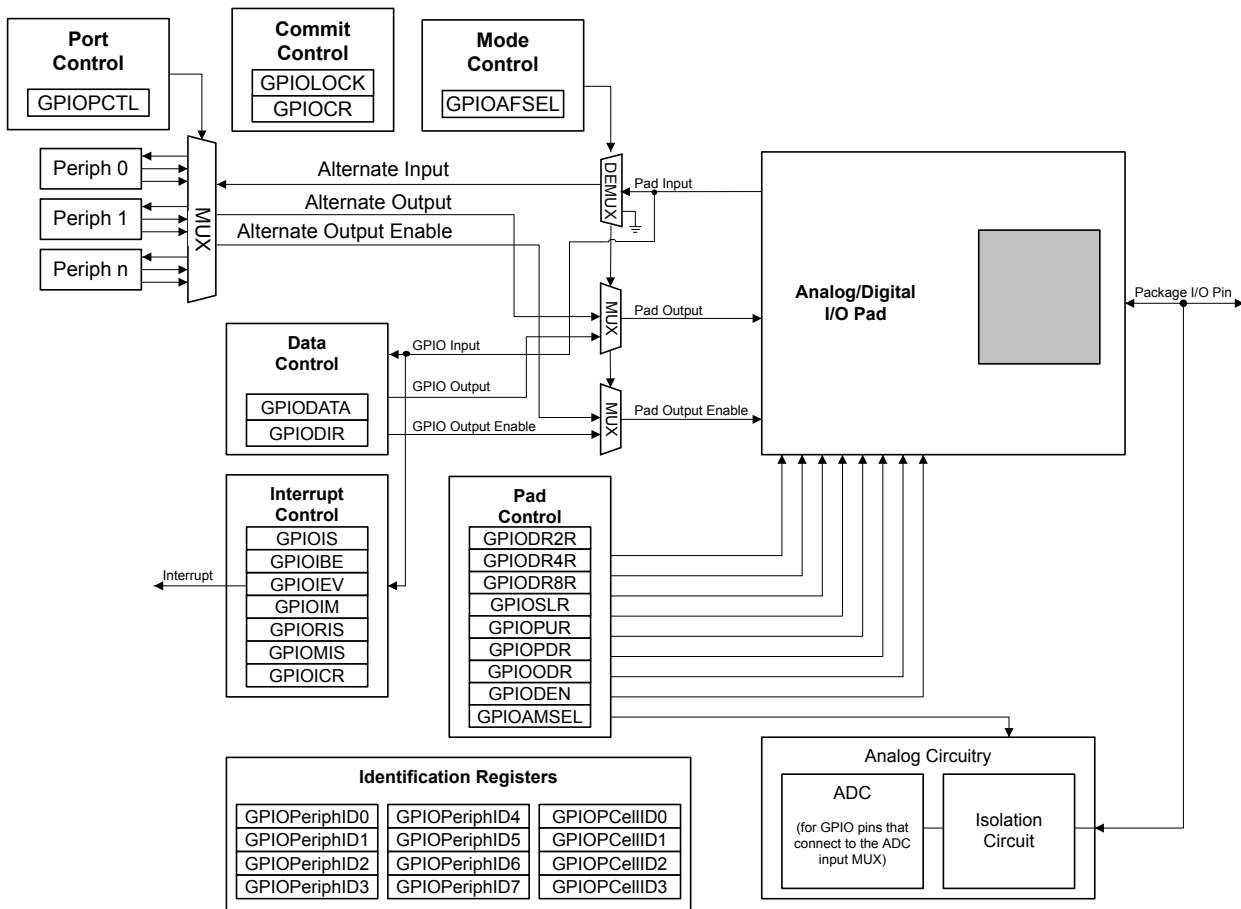 Port
Control
GPIOPCTL
Commit
Control
GPIOLOCK
GPIOCR
Mode
Control
GPIOAFSEL
Periph 0
Periph 1
Periph n
MUX
Alternate Input
Alternate Output
Alternate Output Enable
DEMUX
Pad Input
MUX
Pad Output
MUX
Pad Output Enable
Analog/Digital
I/O Pad
Package I/O Pin
Data
Control
GPIODATA
GPIODIR
GPIO Input
GPIO Output
GPIO Output Enable
Interrupt
Control
GPIOIS
GPIOIBE
GPIOIEV
GPIOIM
GPIORIS
GPIOMIS
GPIOICR
Interrupt
Pad
Control
GPIODR2R
GPIODR4R
GPIODR8R
GPIOSLR
GPIOPUR
GPIOPDR
GPIOODR
GPIODEN
GPIOAMSEL
Analog Circuitry
ADC
(for GPIO pins that
connect to the ADC
input MUX)
Isolation
Circuit
Identification Registers
GPIOPeriphID0
GPIOPeriphID1
GPIOPeriphID2
GPIOPeriphID3
GPIOPeriphID4
GPIOPeriphID5
GPIOPeriphID6
GPIOPeriphID7
GPIOPCellID0
GPIOPCellID1
GPIOPCellID2
GPIOPCellID3